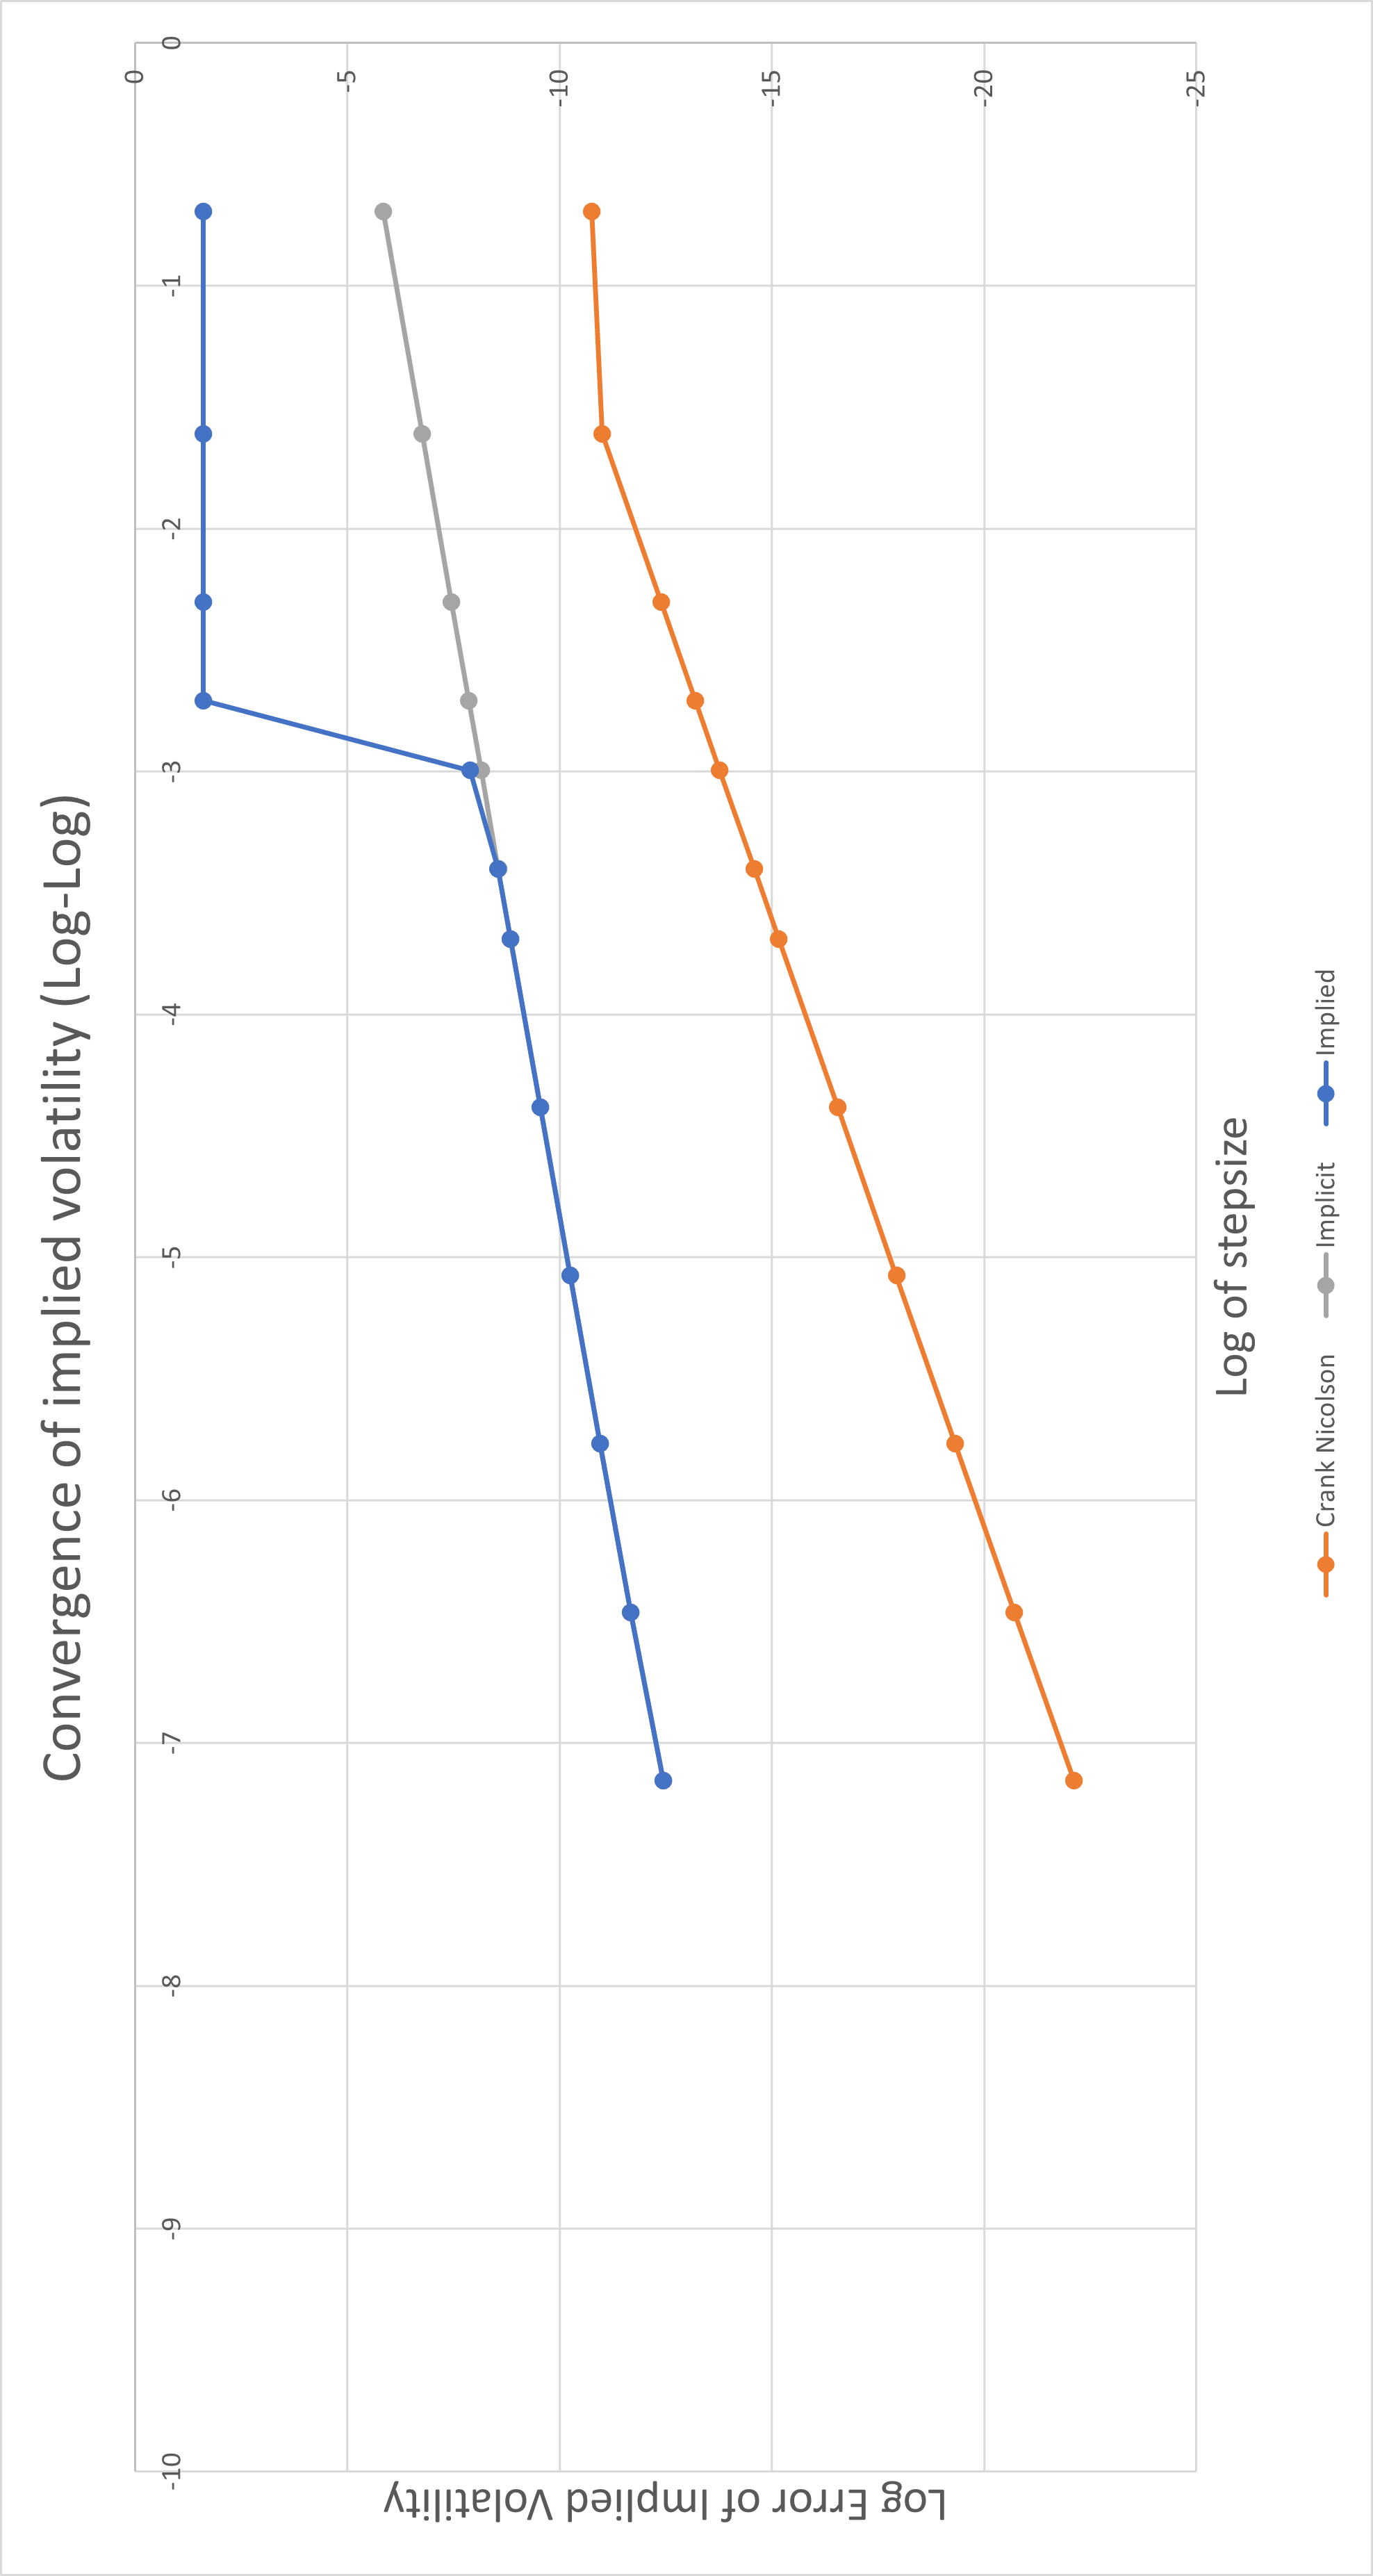 Convergence of implied volatility (Log-Log)
0
-5
-10
-15
-20
-25
-10
-9
-8
-7
-6
-5
-4
-3
-2
-1
0
Log Error of Implied Volatility
Log of stepsize
Crank Nicolson
Implicit
Implied